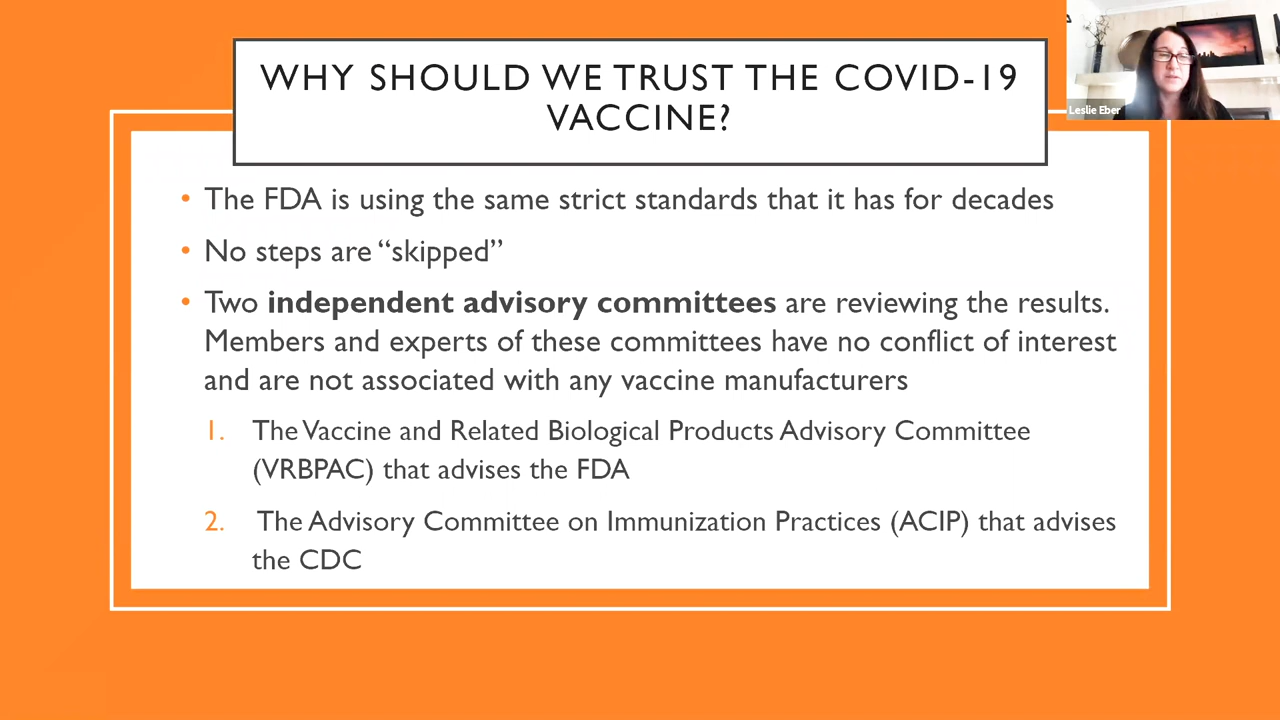 WHY SHOULD WE TRUST THE COVID-19
VACCINE?
Leslie Eber
• The FDA is using the same strict standards that it has for decades
• No steps are “skipped”
• Two independent advisory committees are reviewing the results.
Members and experts of these committees have no conflict of interest
and are not associated with any vaccine manufacturers
1. The Vaccine and Related Biological Products Advisory Committee
(VRBPAC) that advises the FDA
2. The Advisory Committee on Immunization Practices (ACIP) that advises
the CDC